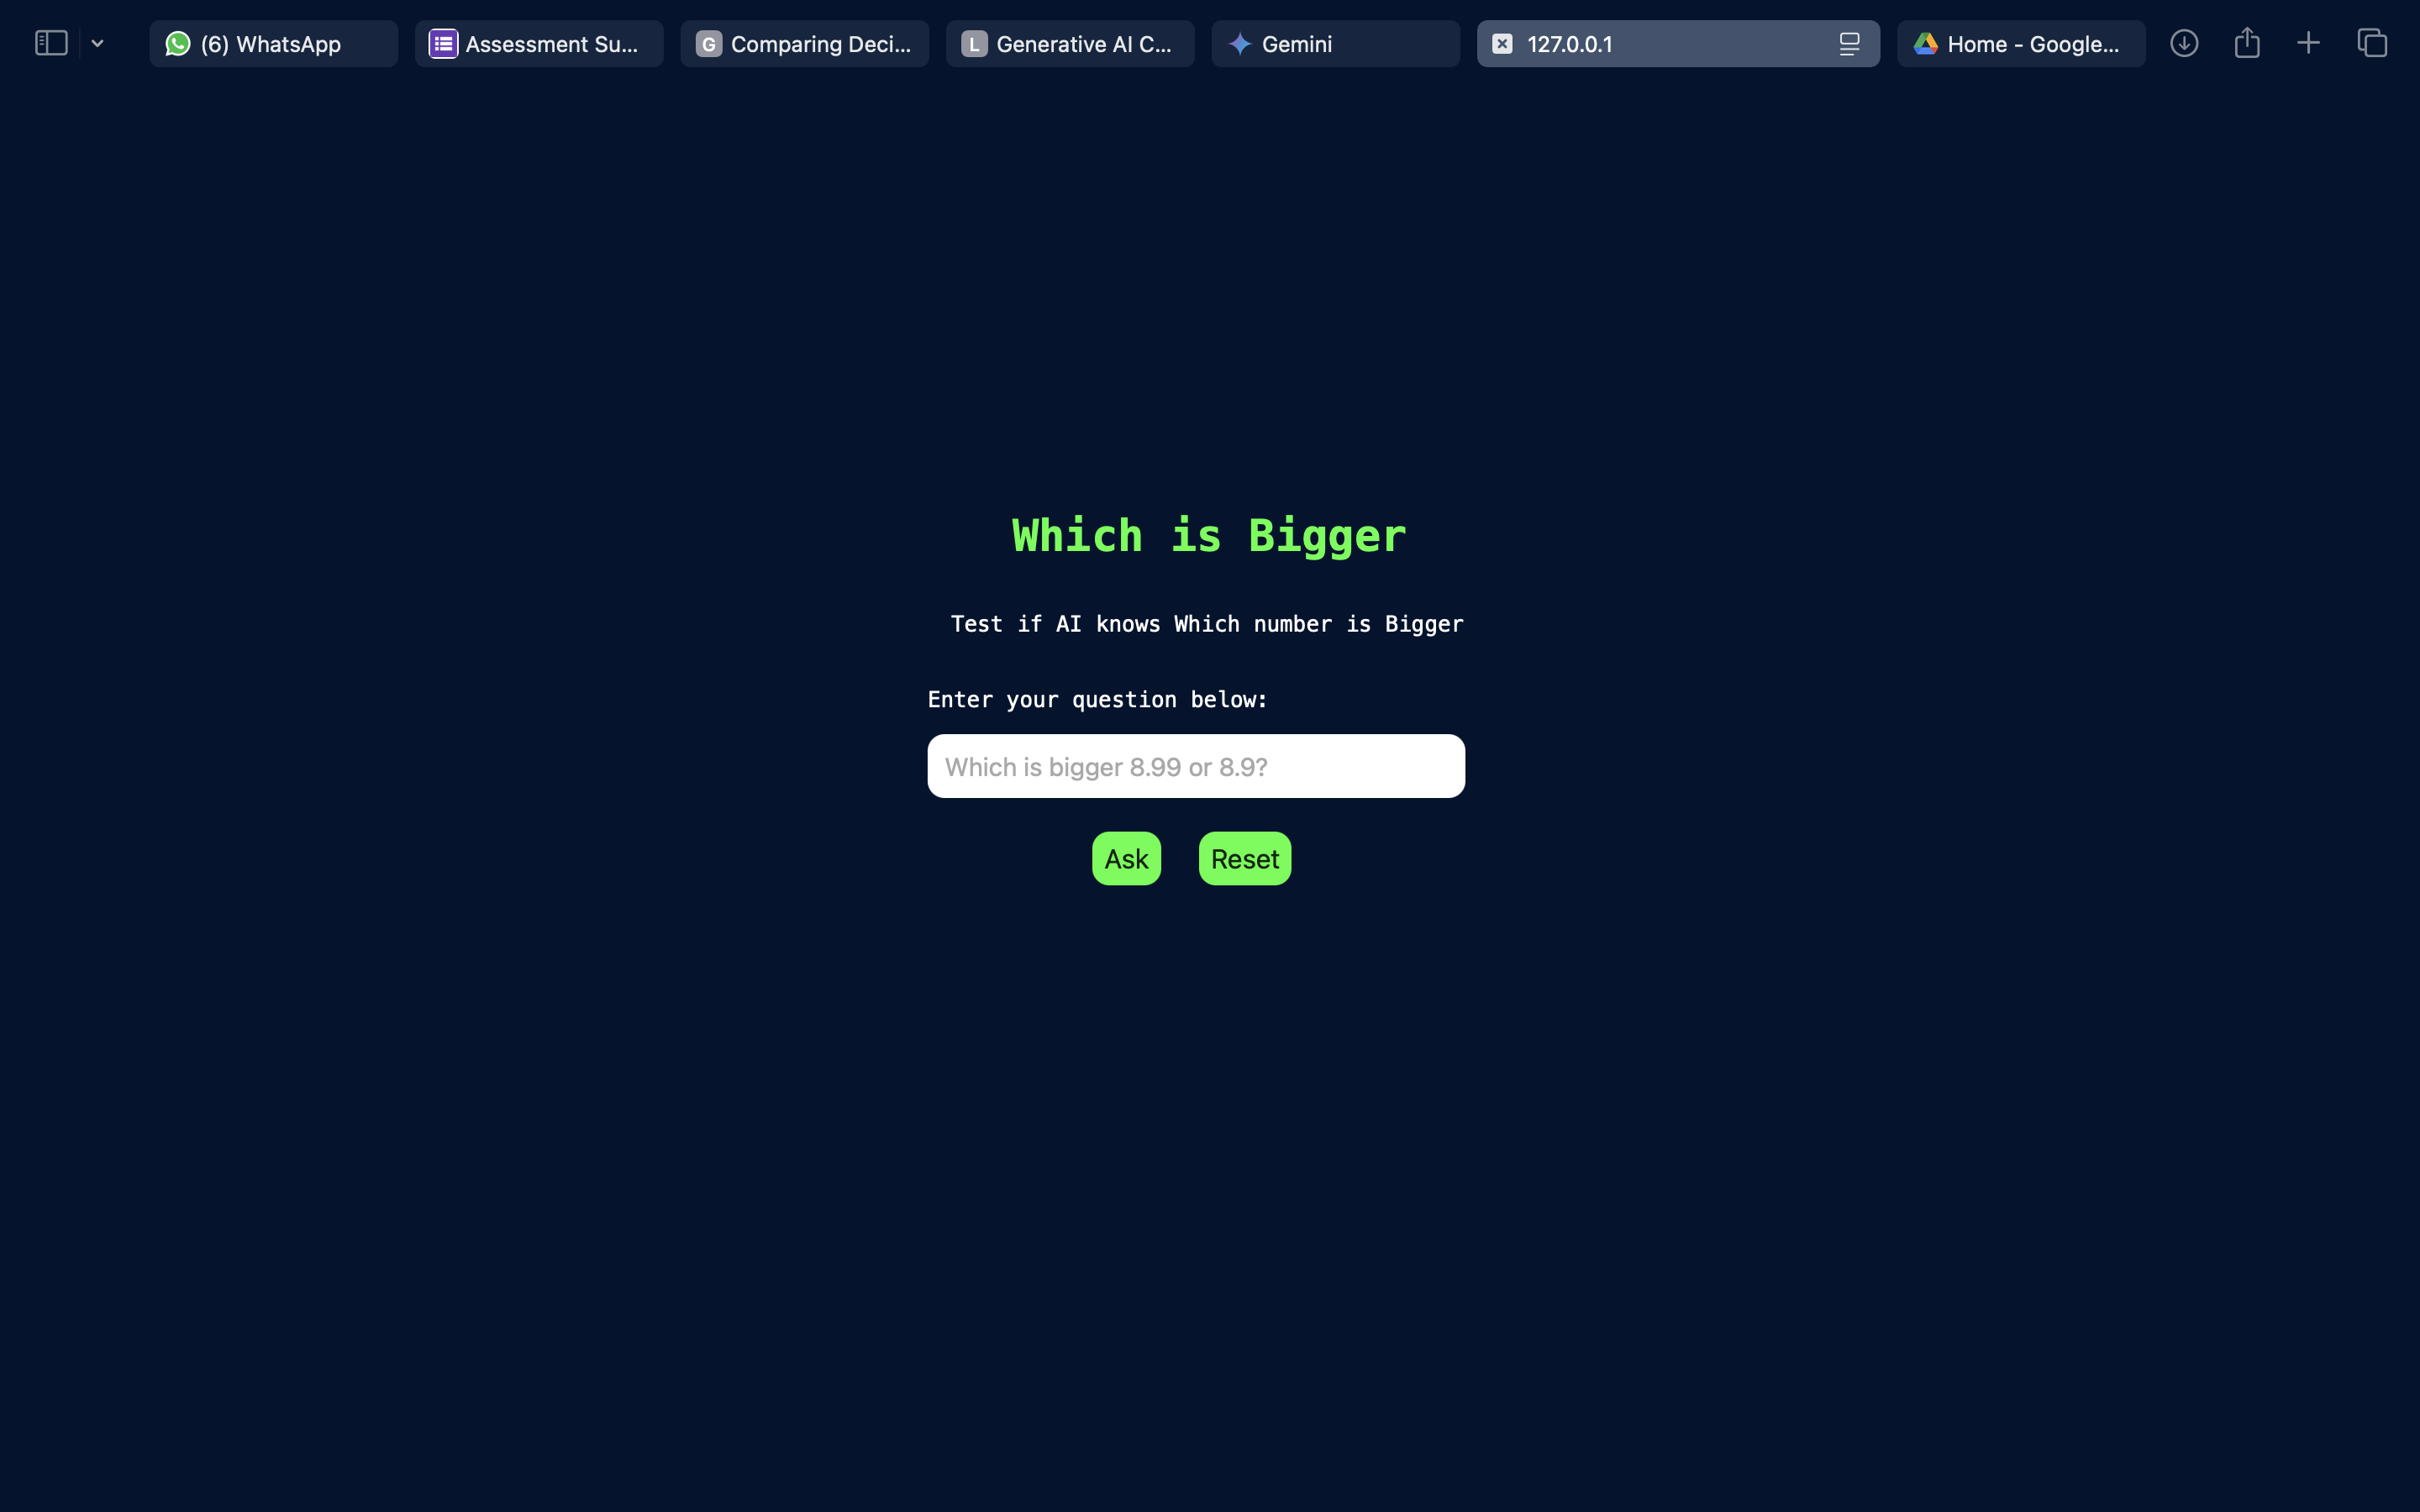 (6) WhatsApp
Assessment Su...
G Comparing Deci...
L Generative AI C...
Gemini
127.0.0.1
Home - Google...
Which is Bigger
Test if AI knows Which number is Bigger
Enter your question below:
Which is bigger 8.99 or 8.9?
Ask
Reset